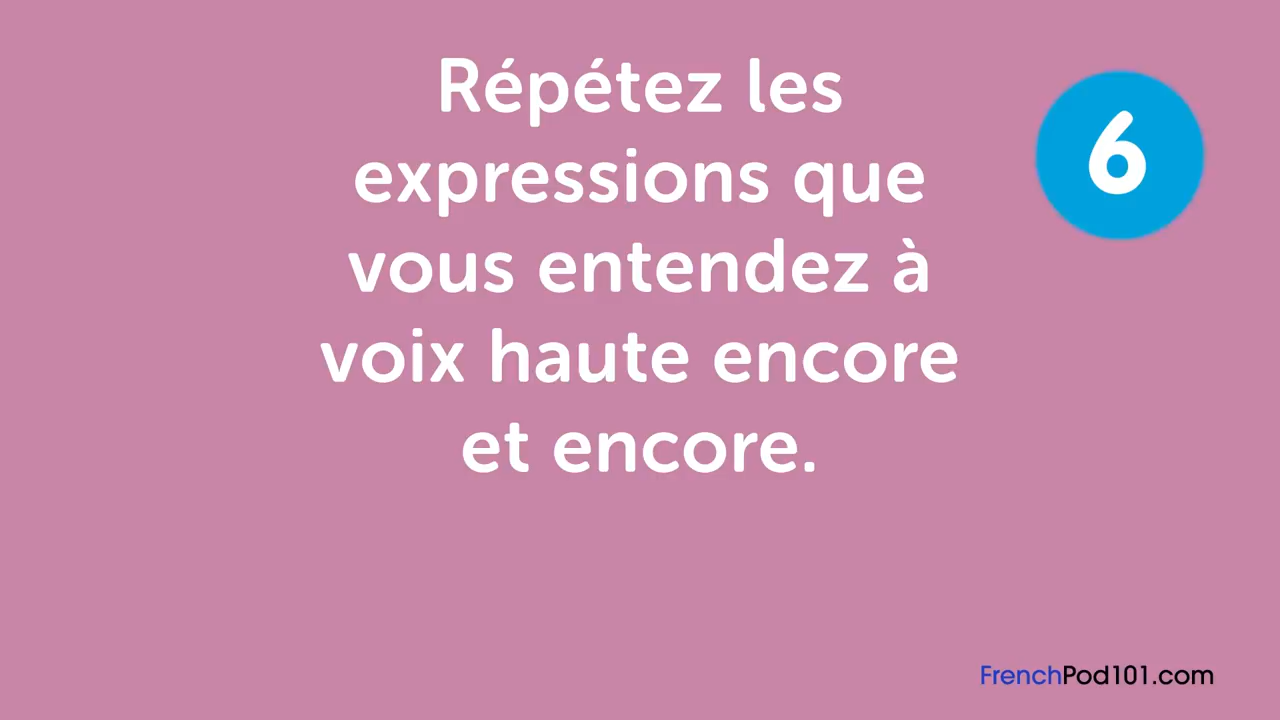 Répétez les
expressions que
vous entendez à
voix haute encore
et encore.
6
FrenchPod101.com